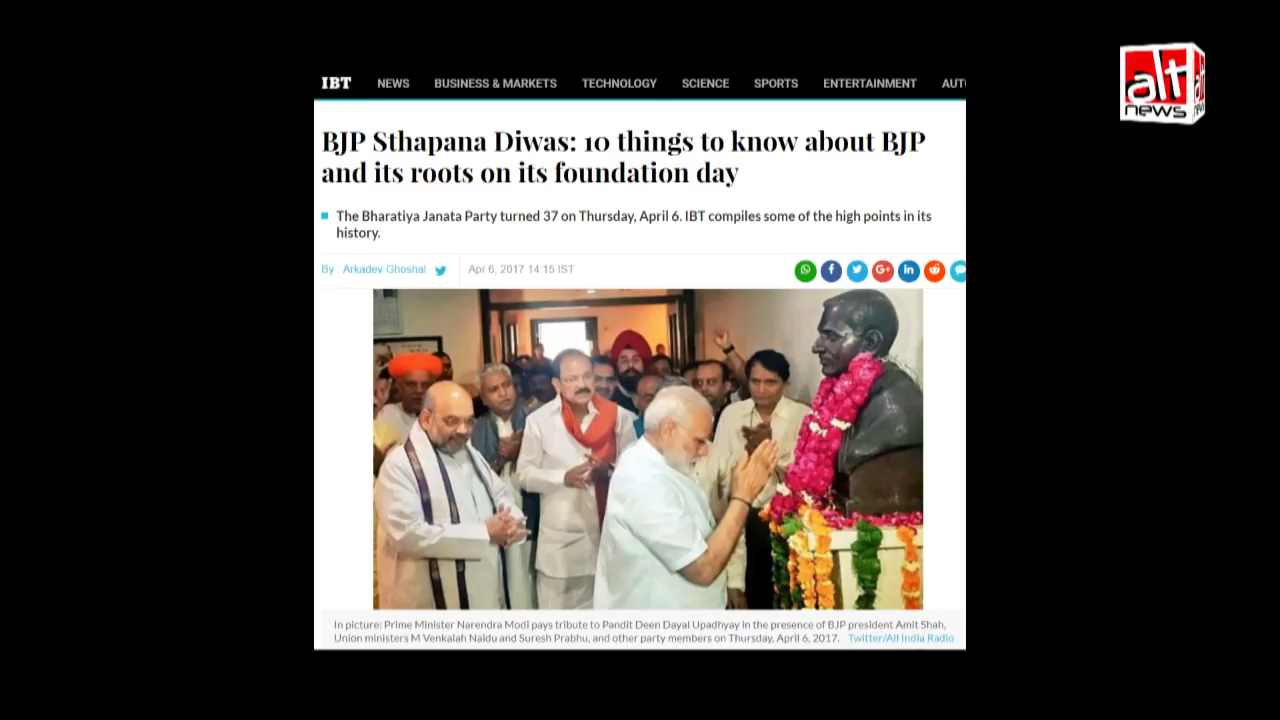 IBT NEWS BUSINESS & MARKETS TECHNOLOGY SCIENCE SPORTS ENTERTAINMENT AUTO
alt
news
BJP Sthapana Diwas: 10 things to know about BJP
and its roots on its foundation day
The Bharatiya Janata Party turned 37 on Thursday, April 6. IBT compiles some of the high points in its
history.
By . Arkadev Ghoshal Apr 6, 2017 14:15 IST
In picture: Prime Minister Narendra Modi pays tribute to Pandit Deen Dayal Upadhyay in the presence of BJP president Amit Shah,
Union ministers M Venkaiah Naidu and Suresh Prabhu, and other party members on Thursday, April 6, 2017. Twitter/All India Radio